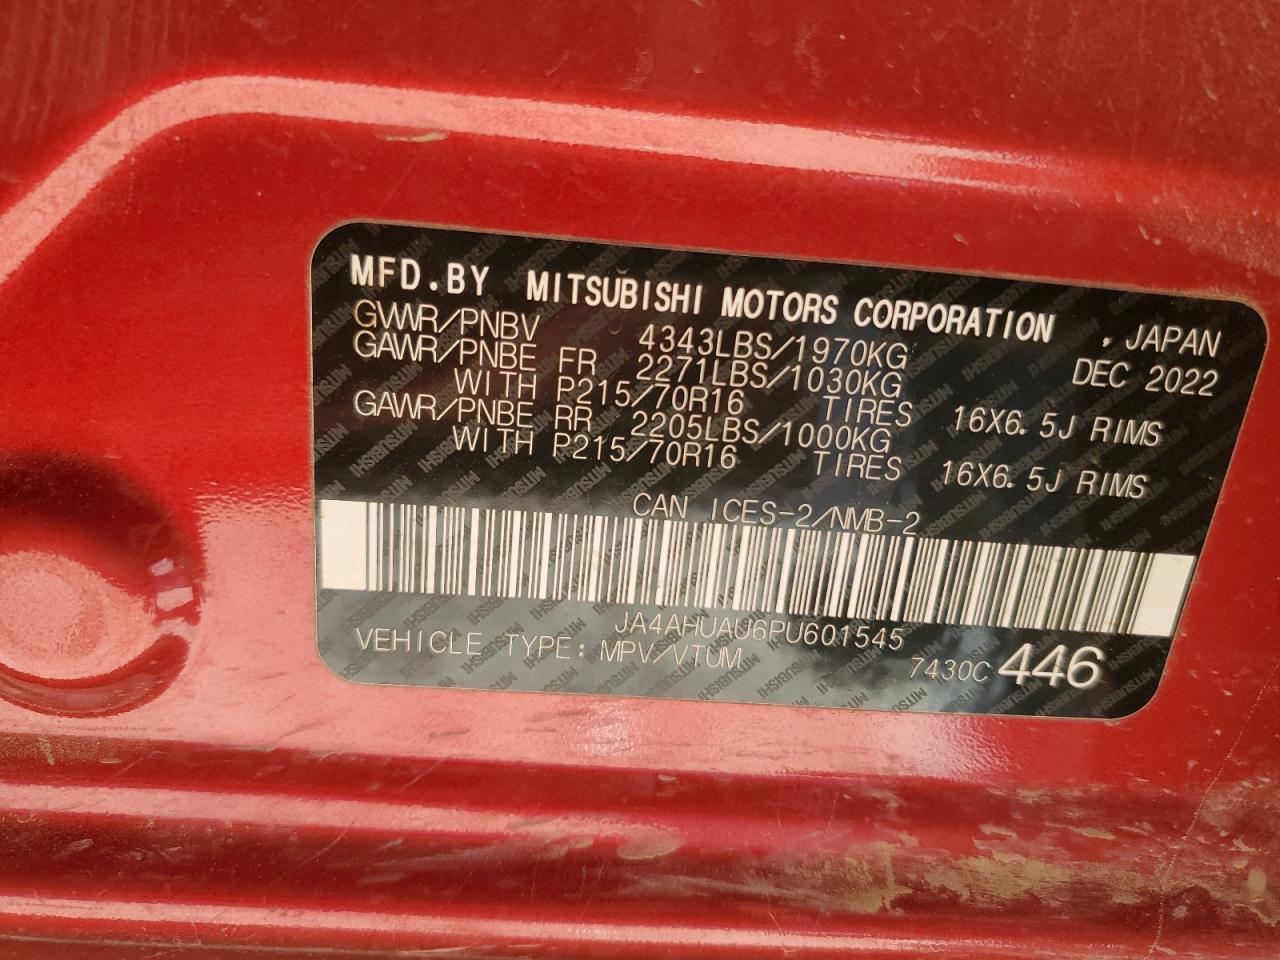 MFD.BY MITSUBISHI MOTORS CORPORATION , JAPAN
GWWR/PNBV 4343LBS/1970KG DEC 2022
GAWR/PNBE FR 2271LBS/1030KG
WITH P215/70R16 TIRES 16X6.5J RIMS
GAWR/PNBE RR 2205LBS/1000KG
WITH P215/70R16 TIRES 16X6.5J RIMS
CAN ICES-2/NMB-2
JA4AHUAU6PU601545
VEHICLE TYPE: MPV/VTUM 7430C 446